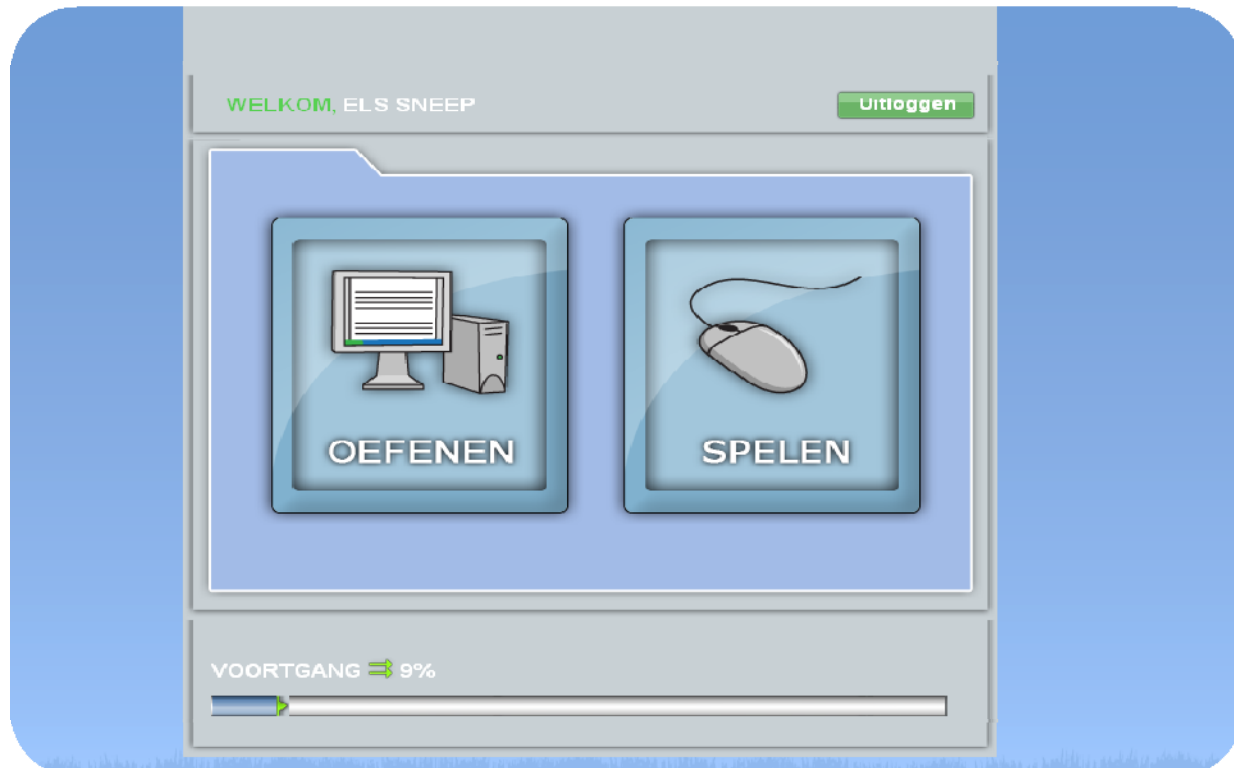 WELKOM, ELS SNEEP
Uitloggen
OEFENEN
SPELEN
VOORTGANG 9%